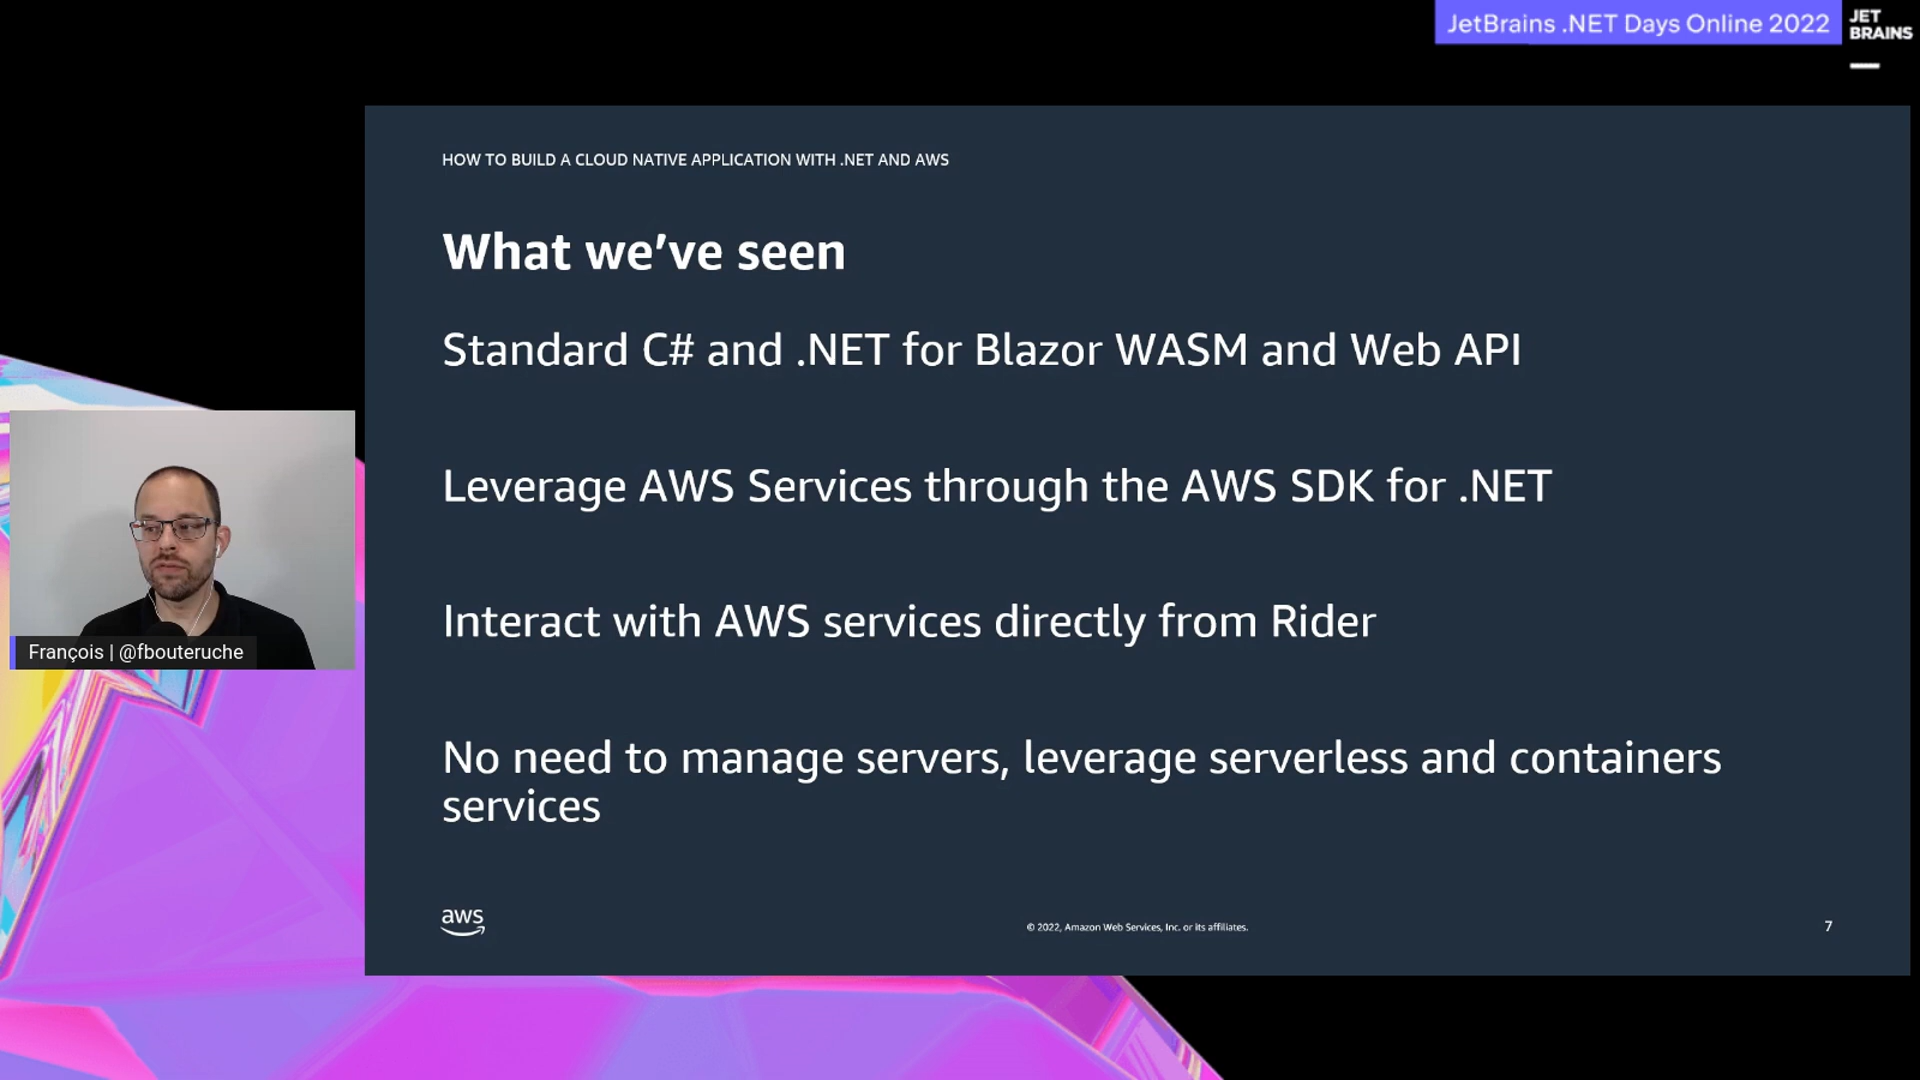 JetBrains .NET Days Online 2022
JET
BRAINS
HOW TO BUILD A CLOUD NATIVE APPLICATION WITH .NET AND AWS
What we’ve seen
Standard C# and .NET for Blazor WASM and Web API
Leverage AWS Services through the AWS SDK for .NET
Interact with AWS services directly from Rider
No need to manage servers, leverage serverless and containers
services
François | @fbouteruche
aws
© 2022, Amazon Web Services, Inc. or its affiliates.
7